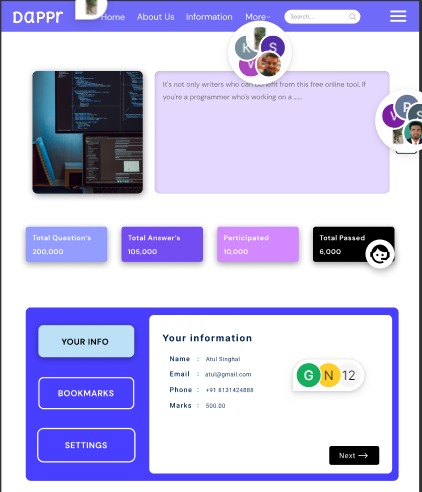 Dappr
D
Home About Us Information More
Search...
K S
V
It's not only writers who can benefit from this free online tool, If
you're a programmer who's working on a .....
V S
Total Question's
200,000
Total Answer's
105,000
Participated
10,000
Total Passed
6,000
YOUR INFO
BOOKMARKS
SETTINGS
Your information
Name : Atul Singhal
Email : atul@gmail.com
Phone : +91 8131424888
Marks : 500.00
G N 12
Next →